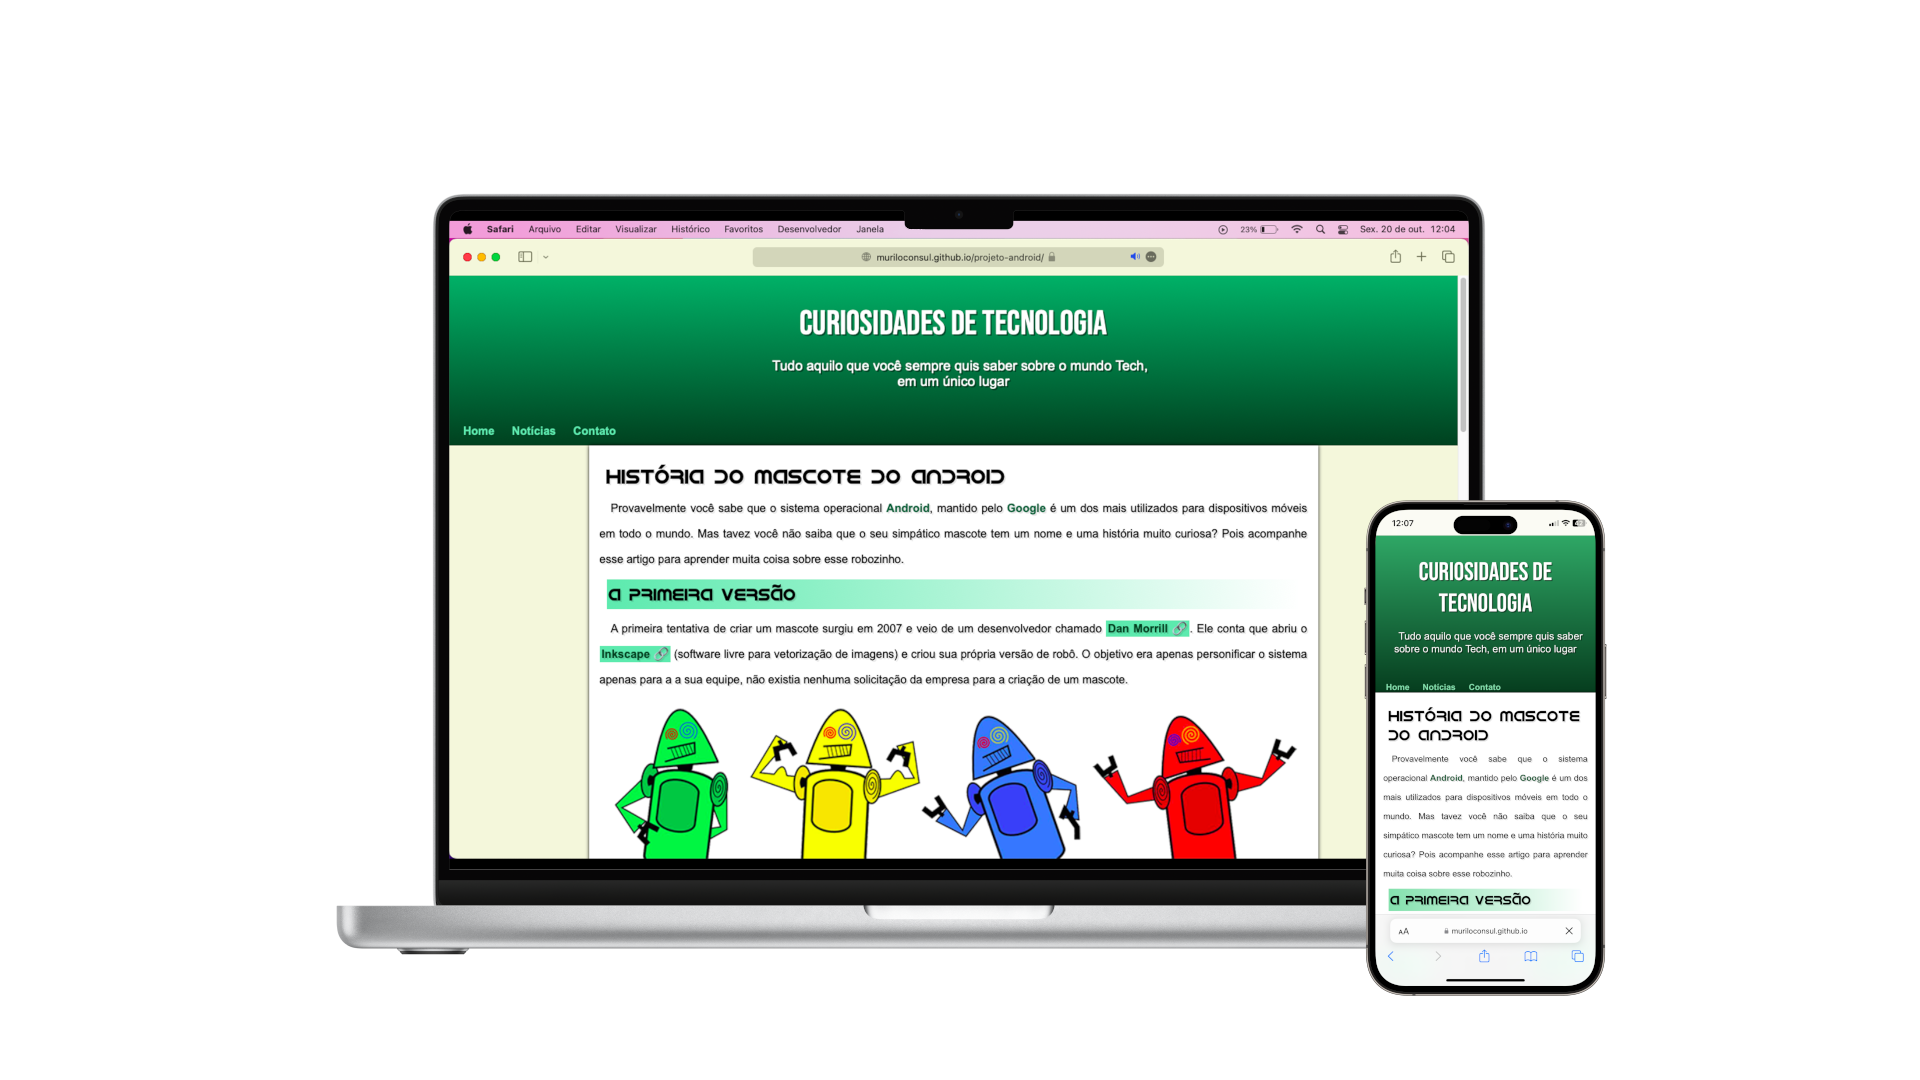 Safari Arquivo Editar Visualizar Histórico Favoritos Desenvolvedor Janela 23% Sex. 20 de out. 12:04
muriloconsul.github.io/projeto-android/
CURIOSIDADES DE TECNOLOGIA
Tudo aquilo que você sempre quis saber sobre o mundo Tech,
em um único lugar
Home Notícias Contato
História do Mascote do Android
Provavelmente você sabe que o sistema operacional Android, mantido pelo Google é um dos mais utilizados para dispositivos móveis
em todo o mundo. Mas tavez você não saiba que o seu simpático mascote tem um nome e uma história muito curiosa? Pois acompanhe
esse artigo para aprender muita coisa sobre esse robozinho.
A primeira versão
A primeira tentativa de criar um mascote surgiu em 2007 e veio de um desenvolvedor chamado Dan Morrill 🔗. Ele conta que abriu o
Inkscape 🔗 (software livre para vetorização de imagens) e criou sua própria versão de robô. O objetivo era apenas personificar o sistema
apenas para a a sua equipe, não existia nenhuma solicitação da empresa para a criação de um mascote.
12:07
CURIOSIDADES DE
TECNOLOGIA
Tudo aquilo que você sempre quis saber
sobre o mundo Tech, em um único lugar
Home Notícias Contato
História do Mascote
do Android
Provavelmente você sabe que o sistema
operacional Android, mantido pelo Google é um dos
mais utilizados para dispositivos móveis em todo o
mundo. Mas tavez você não saiba que o seu
simpático mascote tem um nome e uma história muito
curiosa? Pois acompanhe esse artigo para aprender
muita coisa sobre esse robozinho.
A primeira versão
AA muriloconsul.github.io